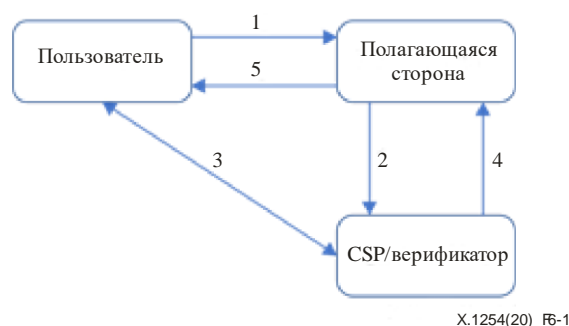 1
Пользователь
Полагающаяся
сторона
5
3
2
4
CSP/верификатор
X.1254(20)_F6-1